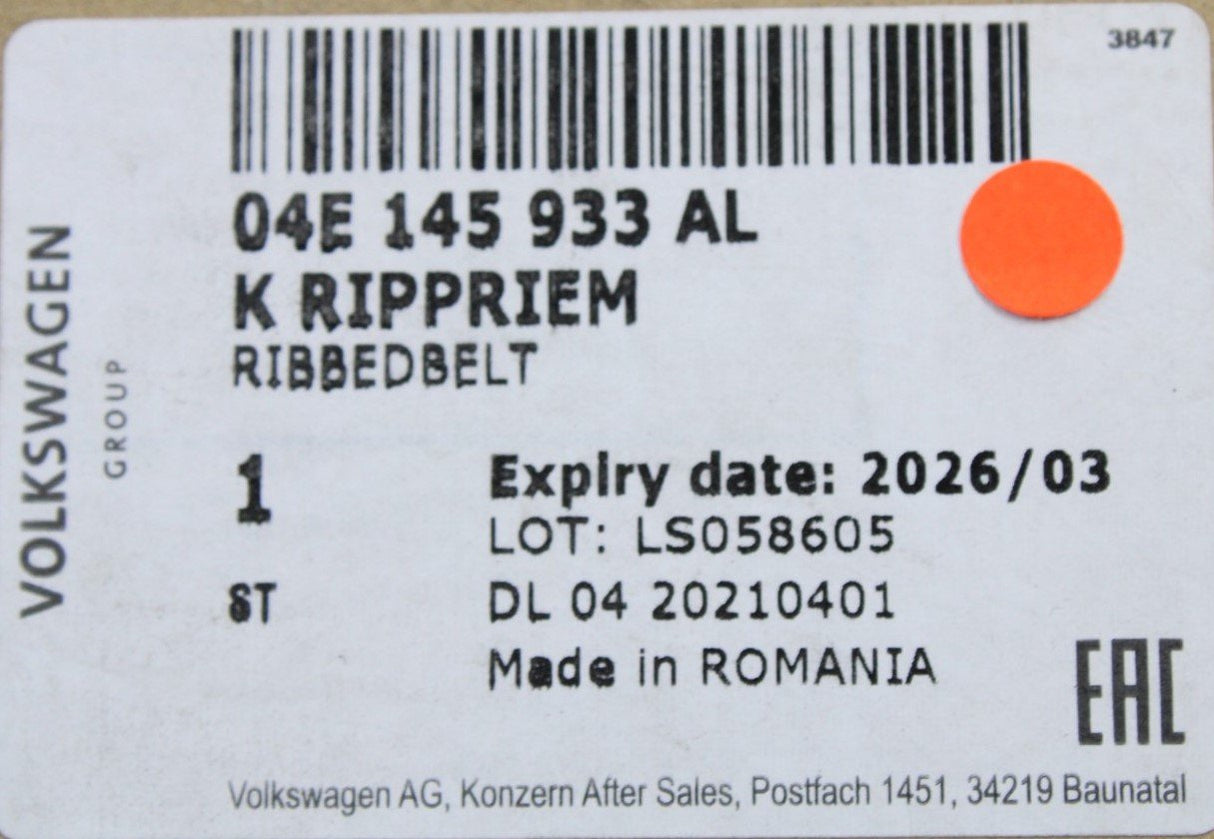 3847
04E 145 933 AL
K RIPPRIEM
RIBBEDBELT
VOLKSWAGEN
GROUP
1
Expiry date: 2026/03
LOT: LS058605
ST
DL 04 20210401
Made in ROMANIA
EAC
Volkswagen AG, Konzern After Sales, Postfach 1451, 34219 Baunatal